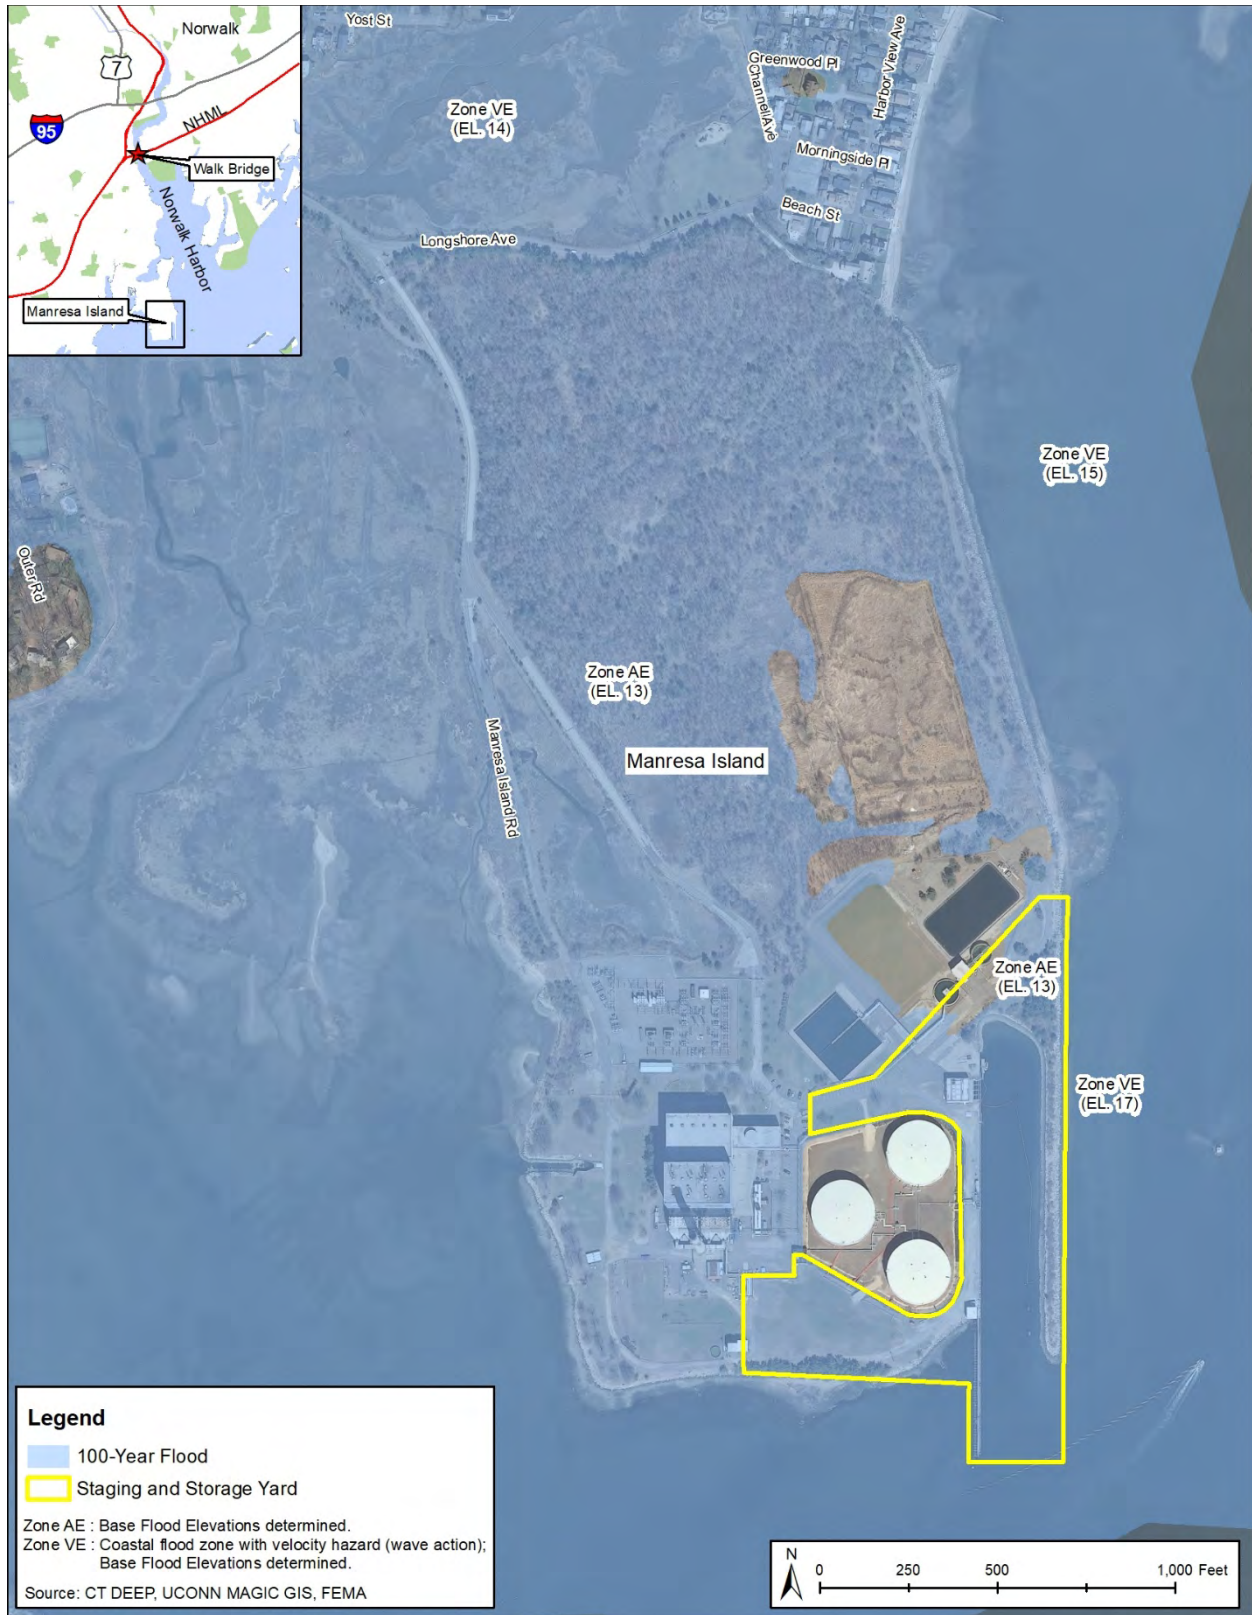 Norwalk
7
95
NHML
Walk Bridge
Norwalk Harbor
Manresa Island
Yost St
Zone VE
(EL. 14)
Greenwood Pl
Channell Ave
Harbor View Ave
Morningside Pl
Beach St
Longshore Ave
Zone VE
(EL. 15)
Outer Rd
Zone AE
(EL. 13)
Manresa Island Rd
Manresa Island
Zone AE
(EL. 13)
Zone VE
(EL. 17)
Legend
100-Year Flood
Staging and Storage Yard
Zone AE : Base Flood Elevations determined.
Zone VE : Coastal flood zone with velocity hazard (wave action);
Base Flood Elevations determined.
Source: CT DEEP, UCONN MAGIC GIS, FEMA
N
0 250 500 1,000 Feet